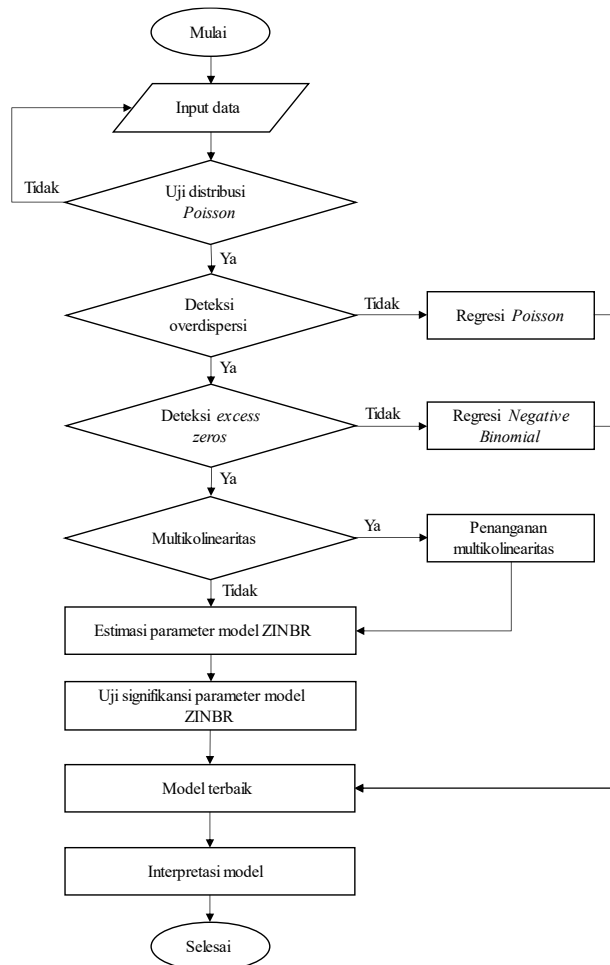 Mulai
Input data
Tidak
Uji distribusi
Poisson
Ya
Deteksi
overdispersi
Tidak
Regresi Poisson
Ya
Deteksi excess
zeros
Tidak
Regresi Negative
Binomial
Ya
Multikolinearitas
Ya
Penanganan
multikolinearitas
Tidak
Estimasi parameter model ZINBR
Uji signifikansi parameter model
ZINBR
Model terbaik
Interpretasi model
Selesai